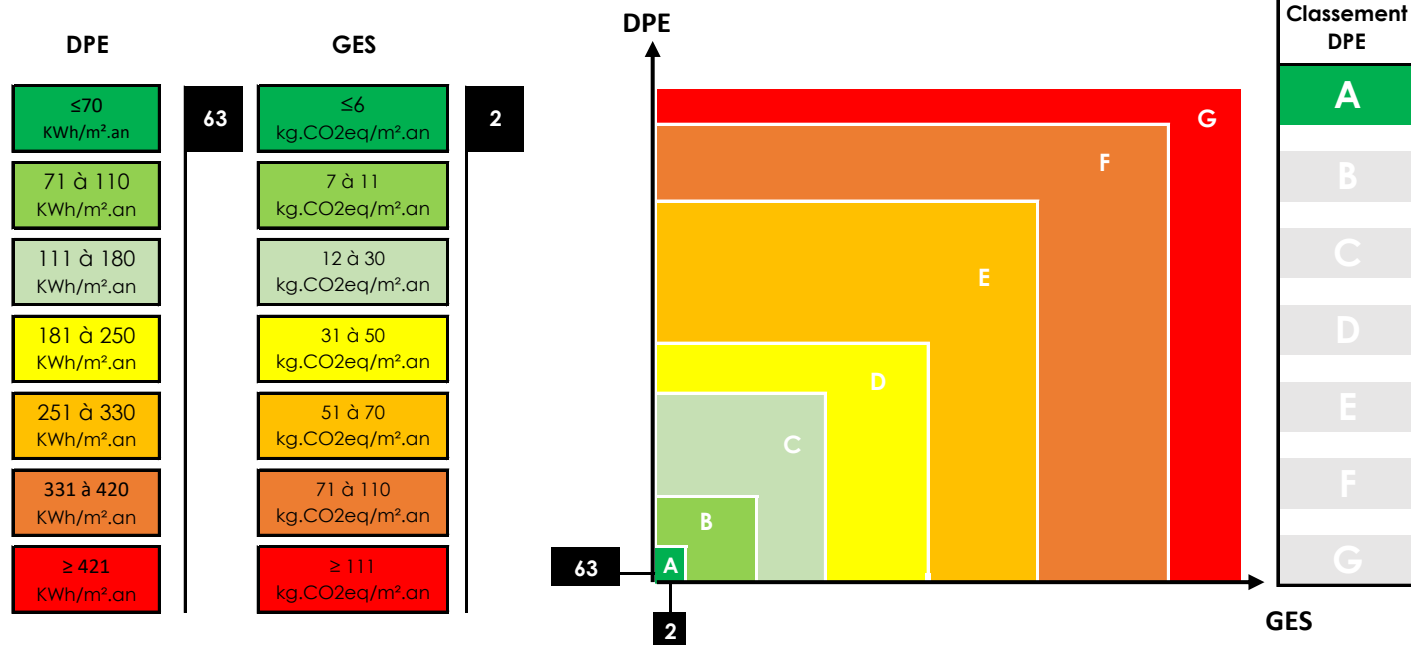 DPE
GES
≤70
KWh/m².an
63
≤6
kg.CO2eq/m².an
2
71 à 110
KWh/m².an
7 à 11
kg.CO2eq/m².an
111 à 180
KWh/m².an
12 à 30
kg.CO2eq/m².an
181 à 250
KWh/m².an
31 à 50
kg.CO2eq/m².an
251 à 330
KWh/m².an
51 à 70
kg.CO2eq/m².an
331 à 420
KWh/m².an
71 à 110
kg.CO2eq/m².an
≥ 421
KWh/m².an
≥ 111
kg.CO2eq/m².an
DPE
G
F
E
D
C
B
A
63
2
GES
Classement
DPE
A
B
C
D
E
F
G